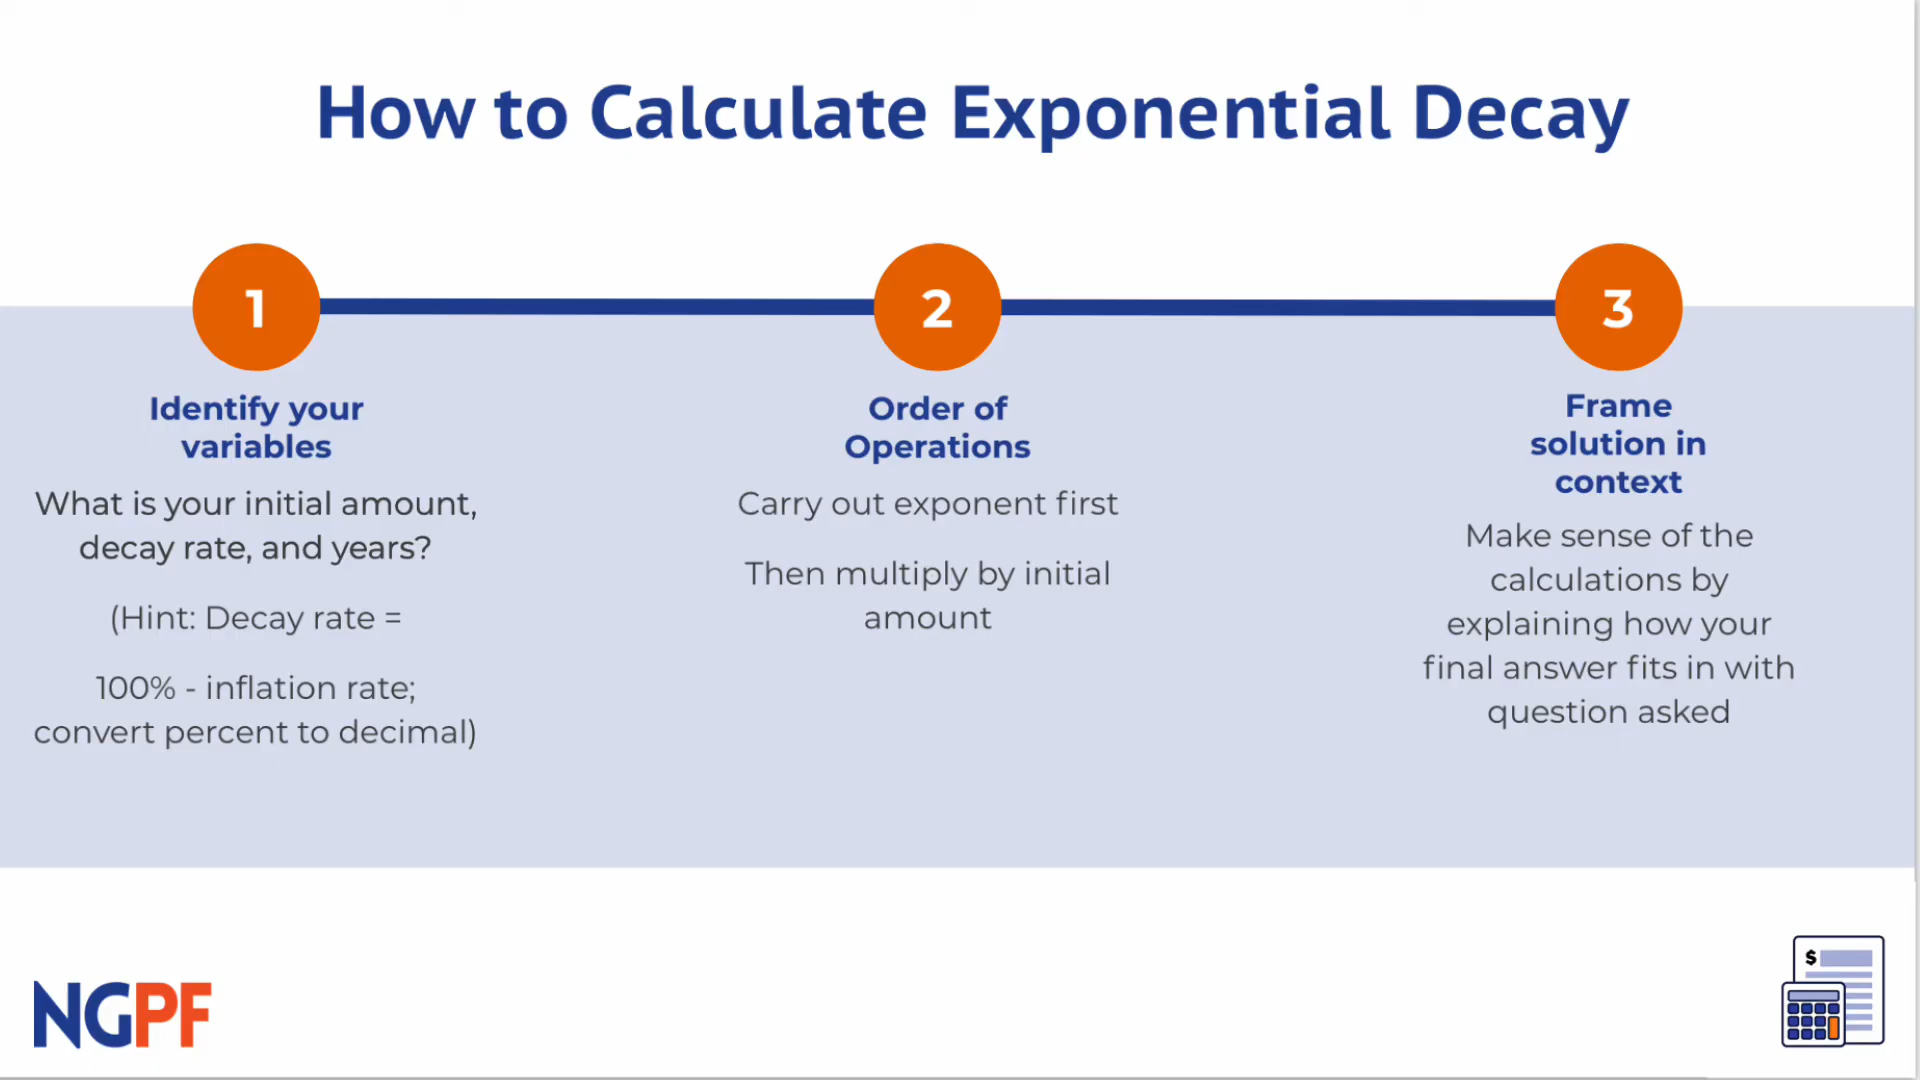 How to Calculate Exponential Decay
1
Identify your
variables
What is your initial amount,
decay rate, and years?
(Hint: Decay rate =
100% - inflation rate;
convert percent to decimal)
2
Order of
Operations
Carry out exponent first
Then multiply by initial
amount
3
Frame
solution in
context
Make sense of the
calculations by
explaining how your
final answer fits in with
question asked
NGPF
$